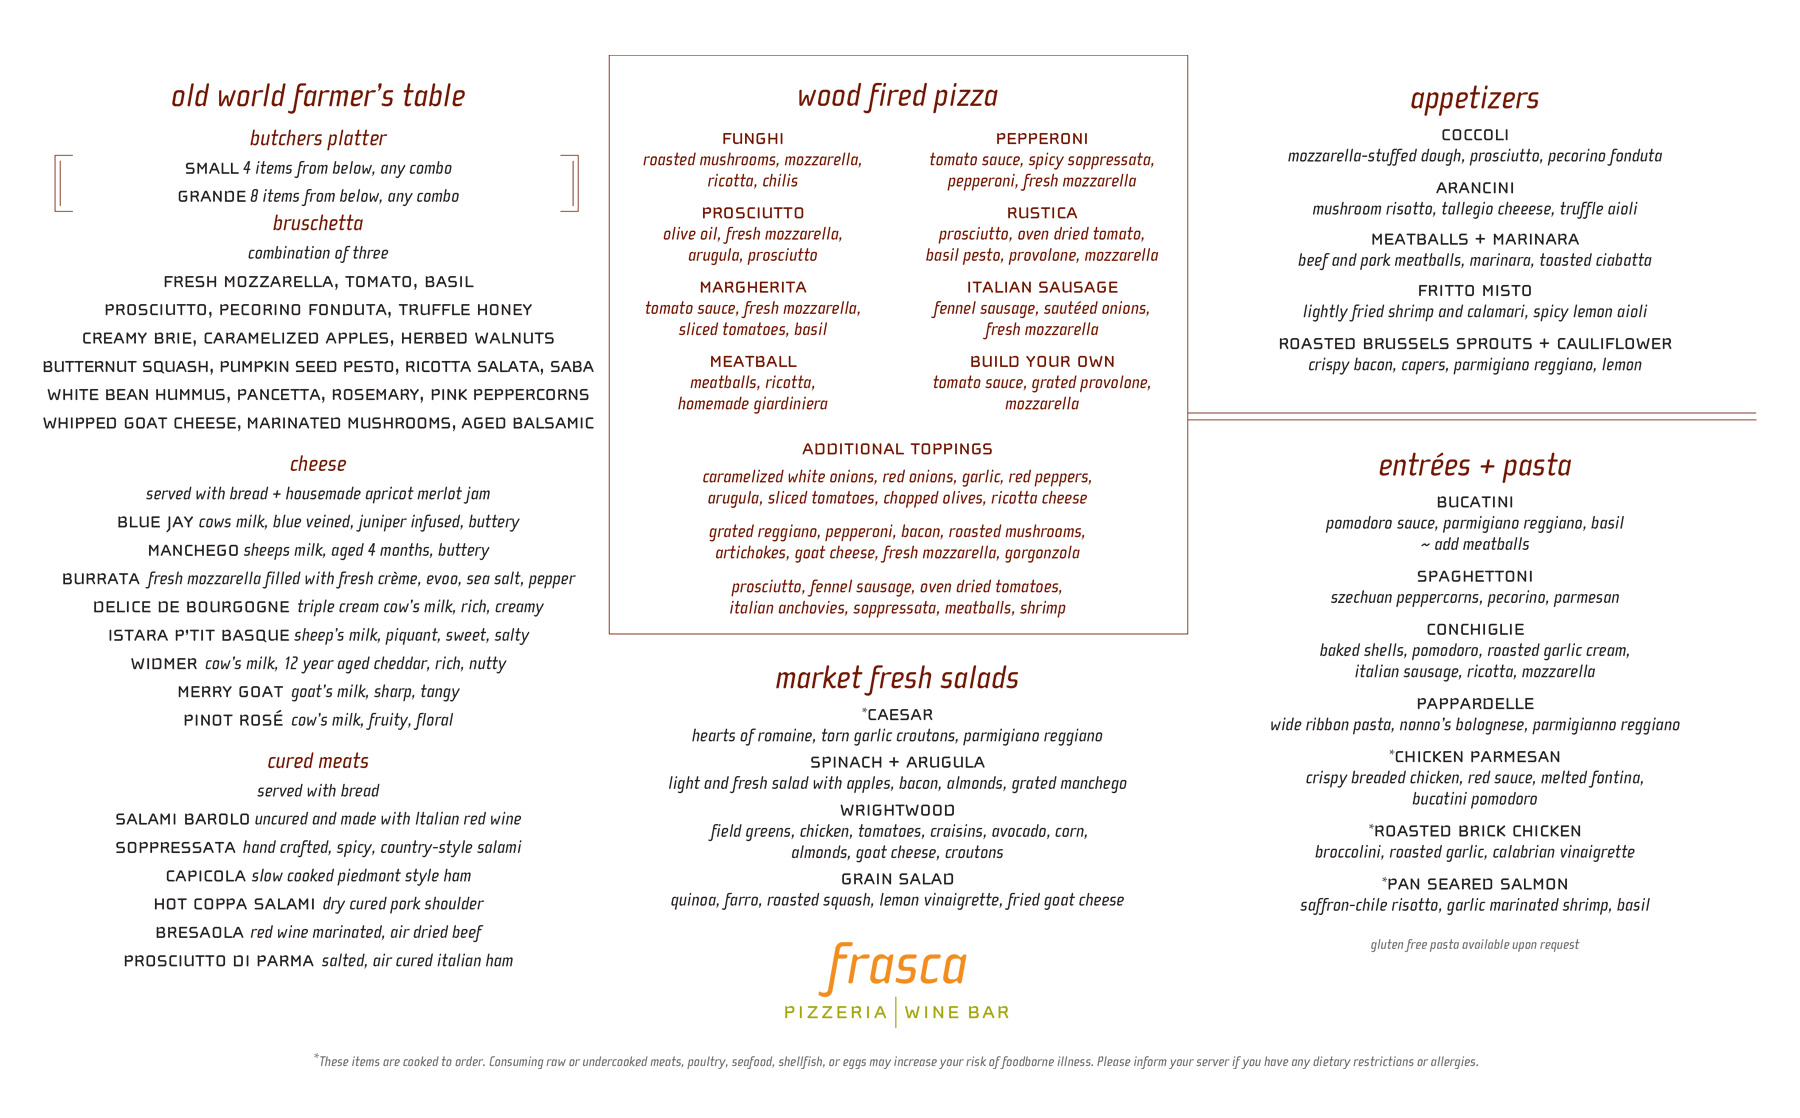 old world farmer's table
butchers platter
SMALL 4 items from below, any combo
GRANDE 8 items from below, any combo
bruschetta
combination of three
FRESH MOZZARELLA, TOMATO, BASIL
PROSCIUTTO, PECORINO FONDUTA, TRUFFLE HONEY
CREAMY BRIE, CARAMELIZED APPLES, HERBED WALNUTS
BUTTERNUT SQUASH, PUMPKIN SEED PESTO, RICOTTA SALATA, SABA
WHITE BEAN HUMMUS, PANCETTA, ROSEMARY, PINK PEPPERCORNS
WHIPPED GOAT CHEESE, MARINATED MUSHROOMS, AGED BALSAMIC
cheese
served with bread + housemade apricot merlot jam
BLUE JAY cows milk, blue veined, juniper infused, buttery
MANCHEGO sheeps milk, aged 4 months, buttery
BURRATA fresh mozzarella filled with fresh crème, evoo, sea salt, pepper
DELICE DE BOURGOGNE triple cream cow's milk, rich, creamy
ISTARA P'TIT BASQUE sheep's milk, piquant, sweet, salty
WIDMER cow's milk, 12 year aged cheddar, rich, nutty
MERRY GOAT goat's milk, sharp, tangy
PINOT ROSÉ cow's milk, fruity, floral
cured meats
served with bread
SALAMI BAROLO uncured and made with Italian red wine
SOPPRESSATA hand crafted, spicy, country-style salami
CAPICOLA slow cooked piedmont style ham
HOT COPPA SALAMI dry cured pork shoulder
BRESAOLA red wine marinated, air dried beef
PROSCIUTTO DI PARMA salted, air cured italian ham
wood fired pizza
FUNGHI
roasted mushrooms, mozzarella,
ricotta, chilis
PROSCIUTTO
olive oil, fresh mozzarella,
arugula, prosciutto
MARGHERITA
tomato sauce, fresh mozzarella,
sliced tomatoes, basil
MEATBALL
meatballs, ricotta,
homemade giardiniera
PEPPERONI
tomato sauce, spicy soppressata,
pepperoni, fresh mozzarella
RUSTICA
prosciutto, oven dried tomato,
basil pesto, provolone, mozzarella
ITALIAN SAUSAGE
fennel sausage, sautéed onions,
fresh mozzarella
BUILD YOUR OWN
tomato sauce, grated provolone,
mozzarella
ADDITIONAL TOPPINGS
caramelized white onions, red onions, garlic, red peppers,
arugula, sliced tomatoes, chopped olives, ricotta cheese
grated reggiano, pepperoni, bacon, roasted mushrooms,
artichokes, goat cheese, fresh mozzarella, gorgonzola
prosciutto, fennel sausage, oven dried tomatoes,
italian anchovies, soppressata, meatballs, shrimp
market fresh salads
*CAESAR
hearts of romaine, torn garlic croutons, parmigiano reggiano
SPINACH + ARUGULA
light and fresh salad with apples, bacon, almonds, grated manchego
WRIGHTWOOD
field greens, chicken, tomatoes, craisins, avocado, corn,
almonds, goat cheese, croutons
GRAIN SALAD
quinoa, farro, roasted squash, lemon vinaigrette, fried goat cheese
frasca
PIZZERIA | WINE BAR
appetizers
COCCOLI
mozzarella-stuffed dough, prosciutto, pecorino fonduta
ARANCINI
mushroom risotto, tallegio cheeese, truffle aioli
MEATBALLS + MARINARA
beef and pork meatballs, marinara, toasted ciabatta
FRITTO MISTO
lightly fried shrimp and calamari, spicy lemon aioli
ROASTED BRUSSELS SPROUTS + CAULIFLOWER
crispy bacon, capers, parmigiano reggiano, lemon
entrées + pasta
BUCATINI
pomodoro sauce, parmigiano reggiano, basil
~ add meatballs
SPAGHETTONI
szechuan peppercorns, pecorino, parmesan
CONCHIGLIE
baked shells, pomodoro, roasted garlic cream,
italian sausage, ricotta, mozzarella
PAPPARDELLE
wide ribbon pasta, nonno's bolognese, parmigianno reggiano
*CHICKEN PARMESAN
crispy breaded chicken, red sauce, melted fontina,
bucatini pomodoro
*ROASTED BRICK CHICKEN
broccolini, roasted garlic, calabrian vinaigrette
*PAN SEARED SALMON
saffron-chile risotto, garlic marinated shrimp, basil
gluten free pasta available upon request
*These items are cooked to order. Consuming raw or undercooked meats, poultry, seafood, shellfish, or eggs may increase your risk of foodborne illness. Please inform your server if you have any dietary restrictions or allergies.